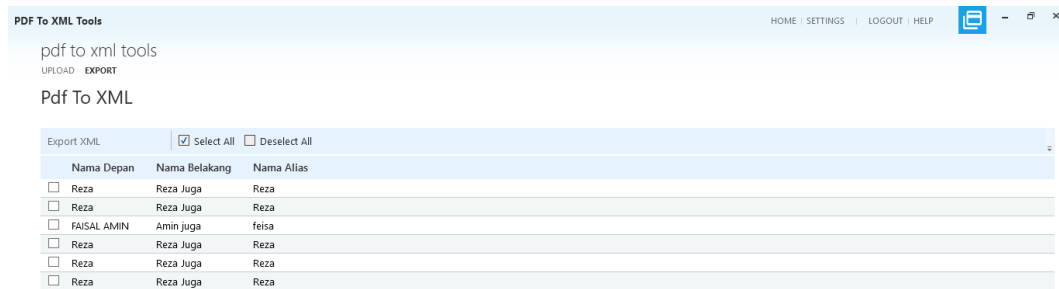 PDF To XML Tools HOME | SETTINGS | LOGOUT | HELP
pdf to xml tools
UPLOAD EXPORT
Pdf To XML
Export XML Select All Deselect All
Nama Depan Nama Belakang Nama Alias
Reza Reza Juga Reza
Reza Reza Juga Reza
FAISAL AMIN Amin juga feisa
Reza Reza Juga Reza
Reza Reza Juga Reza
Reza Reza Juga Reza